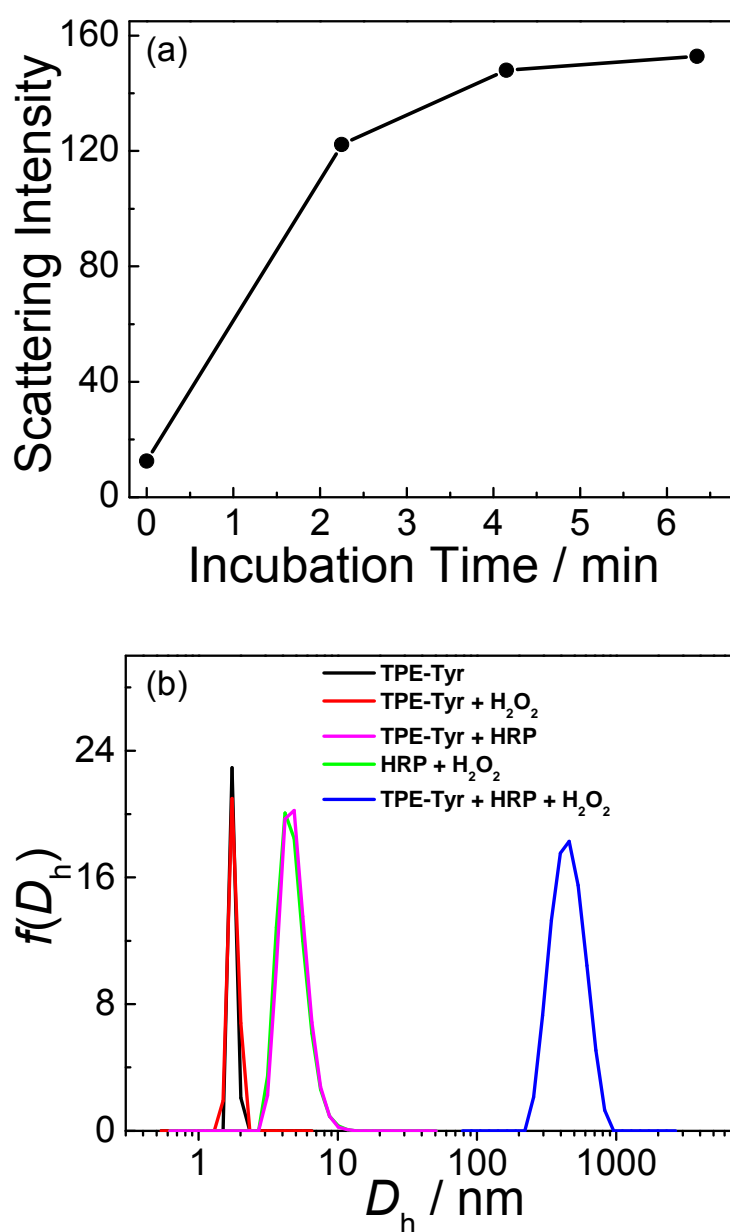 (a)
Scattering Intensity
160
120
80
40
0
0 1 2 3 4 5 6
Incubation Time / min
(b)
TPE-Tyr
TPE-Tyr + H₂O₂
TPE-Tyr + HRP
HRP + H₂O₂
TPE-Tyr + HRP + H₂O₂
f(Dₕ)
24
16
8
0
1 10 100 1000
Dₕ / nm